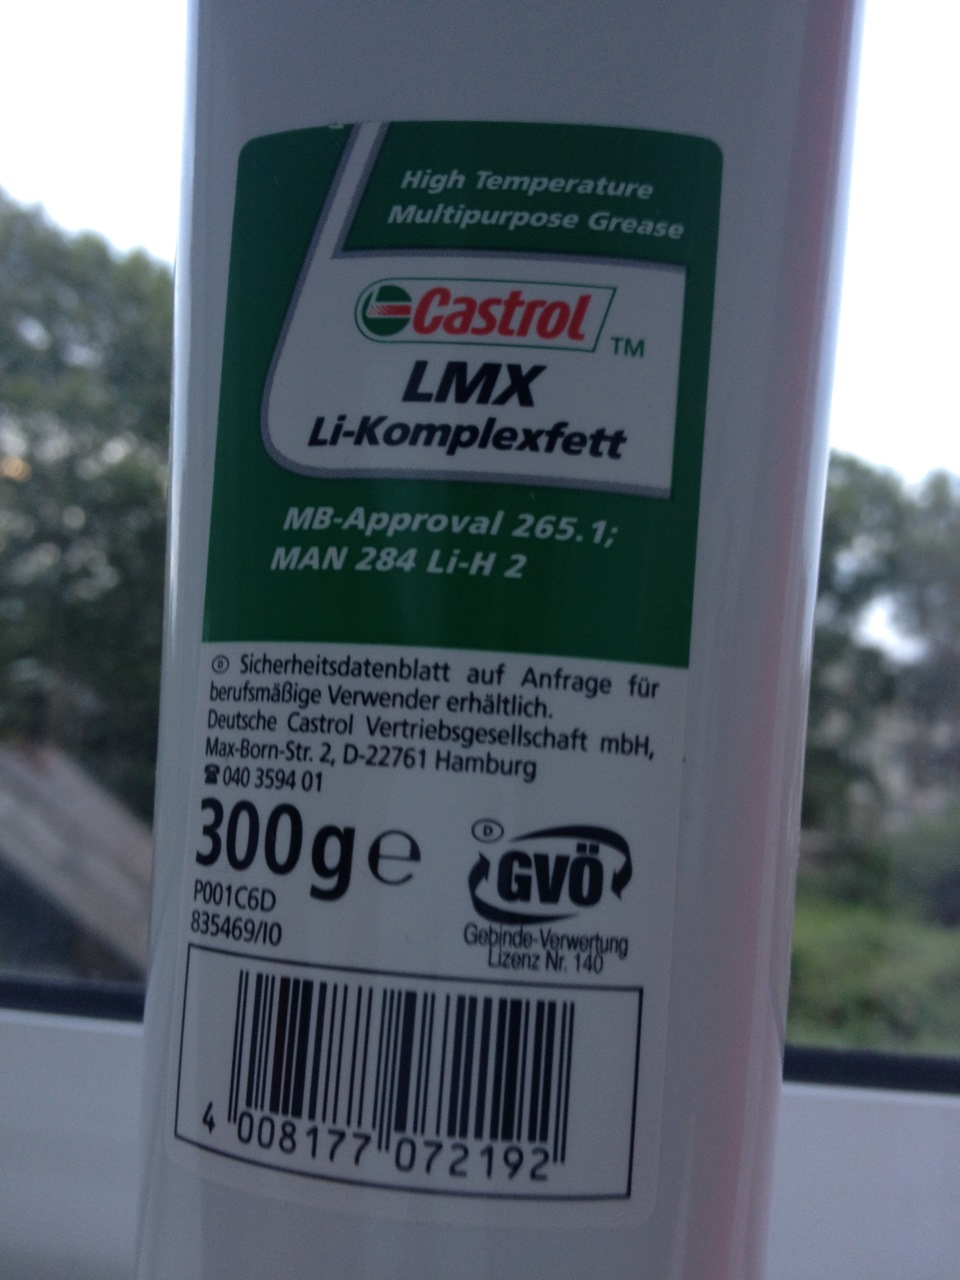 High Temperature
Multipurpose Grease
Castrol
TM
LMX
Li-Komplexfett
MB-Approval 265.1;
MAN 284 Li-H 2
D Sicherheitsdatenblatt auf Anfrage für
berufsmäßige Verwender erhältlich.
Deutsche Castrol Vertriebsgesellschaft mbH,
Max-Born-Str. 2, D-22761 Hamburg
☎ 040 3594 01
300g e
P001C6D
835469/IO
D
GVÖ
Gebinde-Verwertung
Lizenz Nr. 140
4 008177 072192